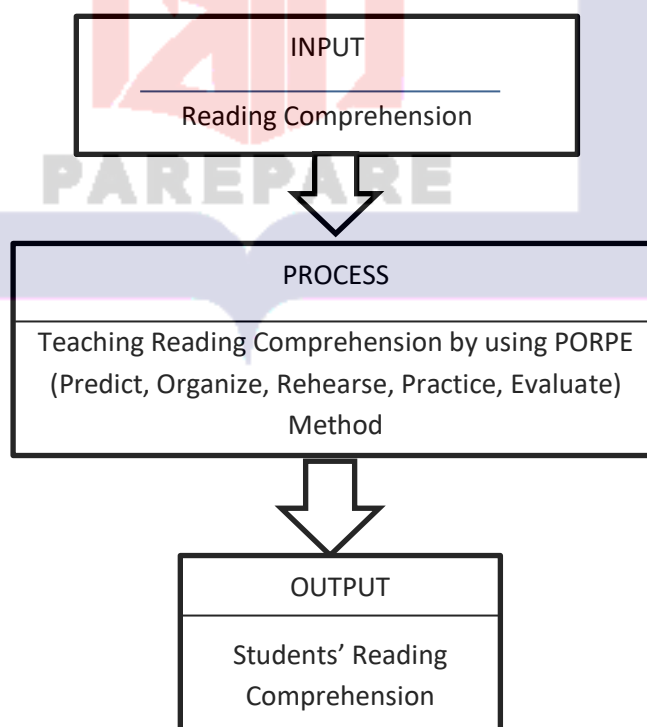 INPUT
Reading Comprehension
PAREPARE
PROCESS
Teaching Reading Comprehension by using PORPE
(Predict, Organize, Rehearse, Practice, Evaluate)
Method
OUTPUT
Students’ Reading
Comprehension